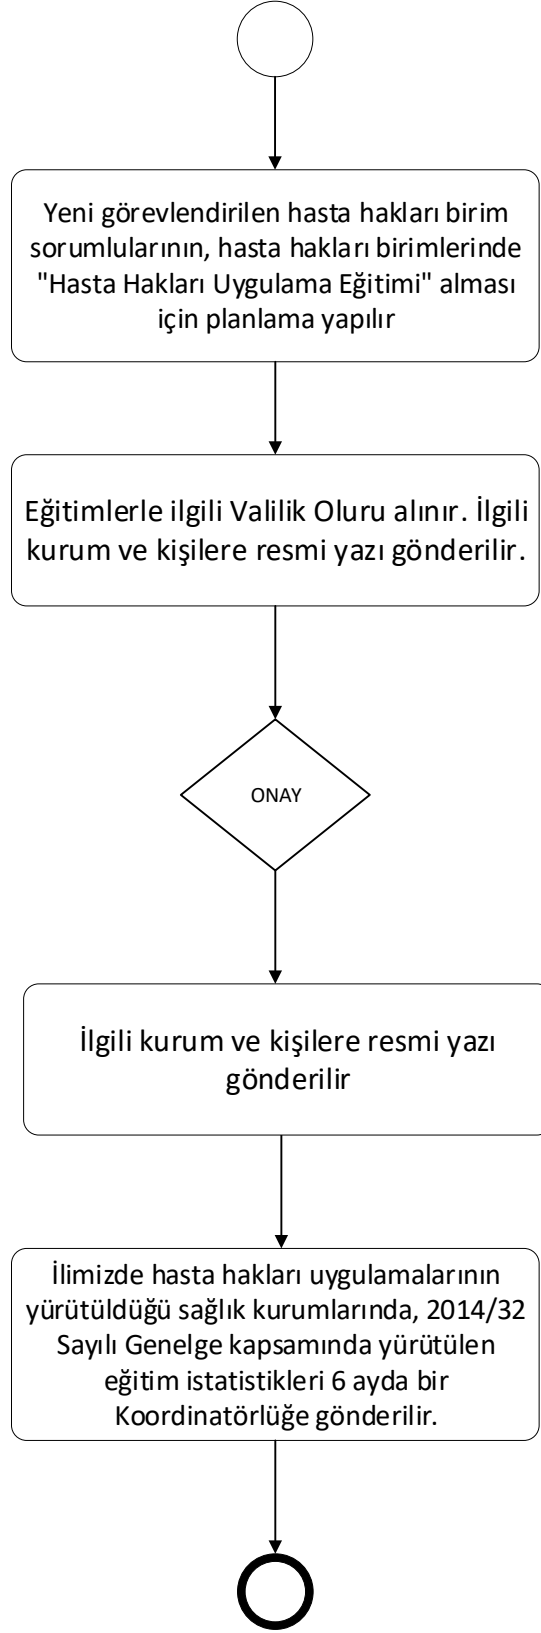 Yeni görevlendirilen hasta hakları birim
sorumlularının, hasta hakları birimlerinde
"Hasta Hakları Uygulama Eğitimi" alması
için planlama yapılır
Eğitimlerle ilgili Valilik Oluru alınır. İlgili
kurum ve kişilere resmi yazı gönderilir.
ONAY
İlgili kurum ve kişilere resmi yazı
gönderilir
İlimizde hasta hakları uygulamalarının
yürütüldüğü sağlık kurumlarında, 2014/32
Sayılı Genelge kapsamında yürütülen
eğitim istatistikleri 6 ayda bir
Koordinatörlüğe gönderilir.